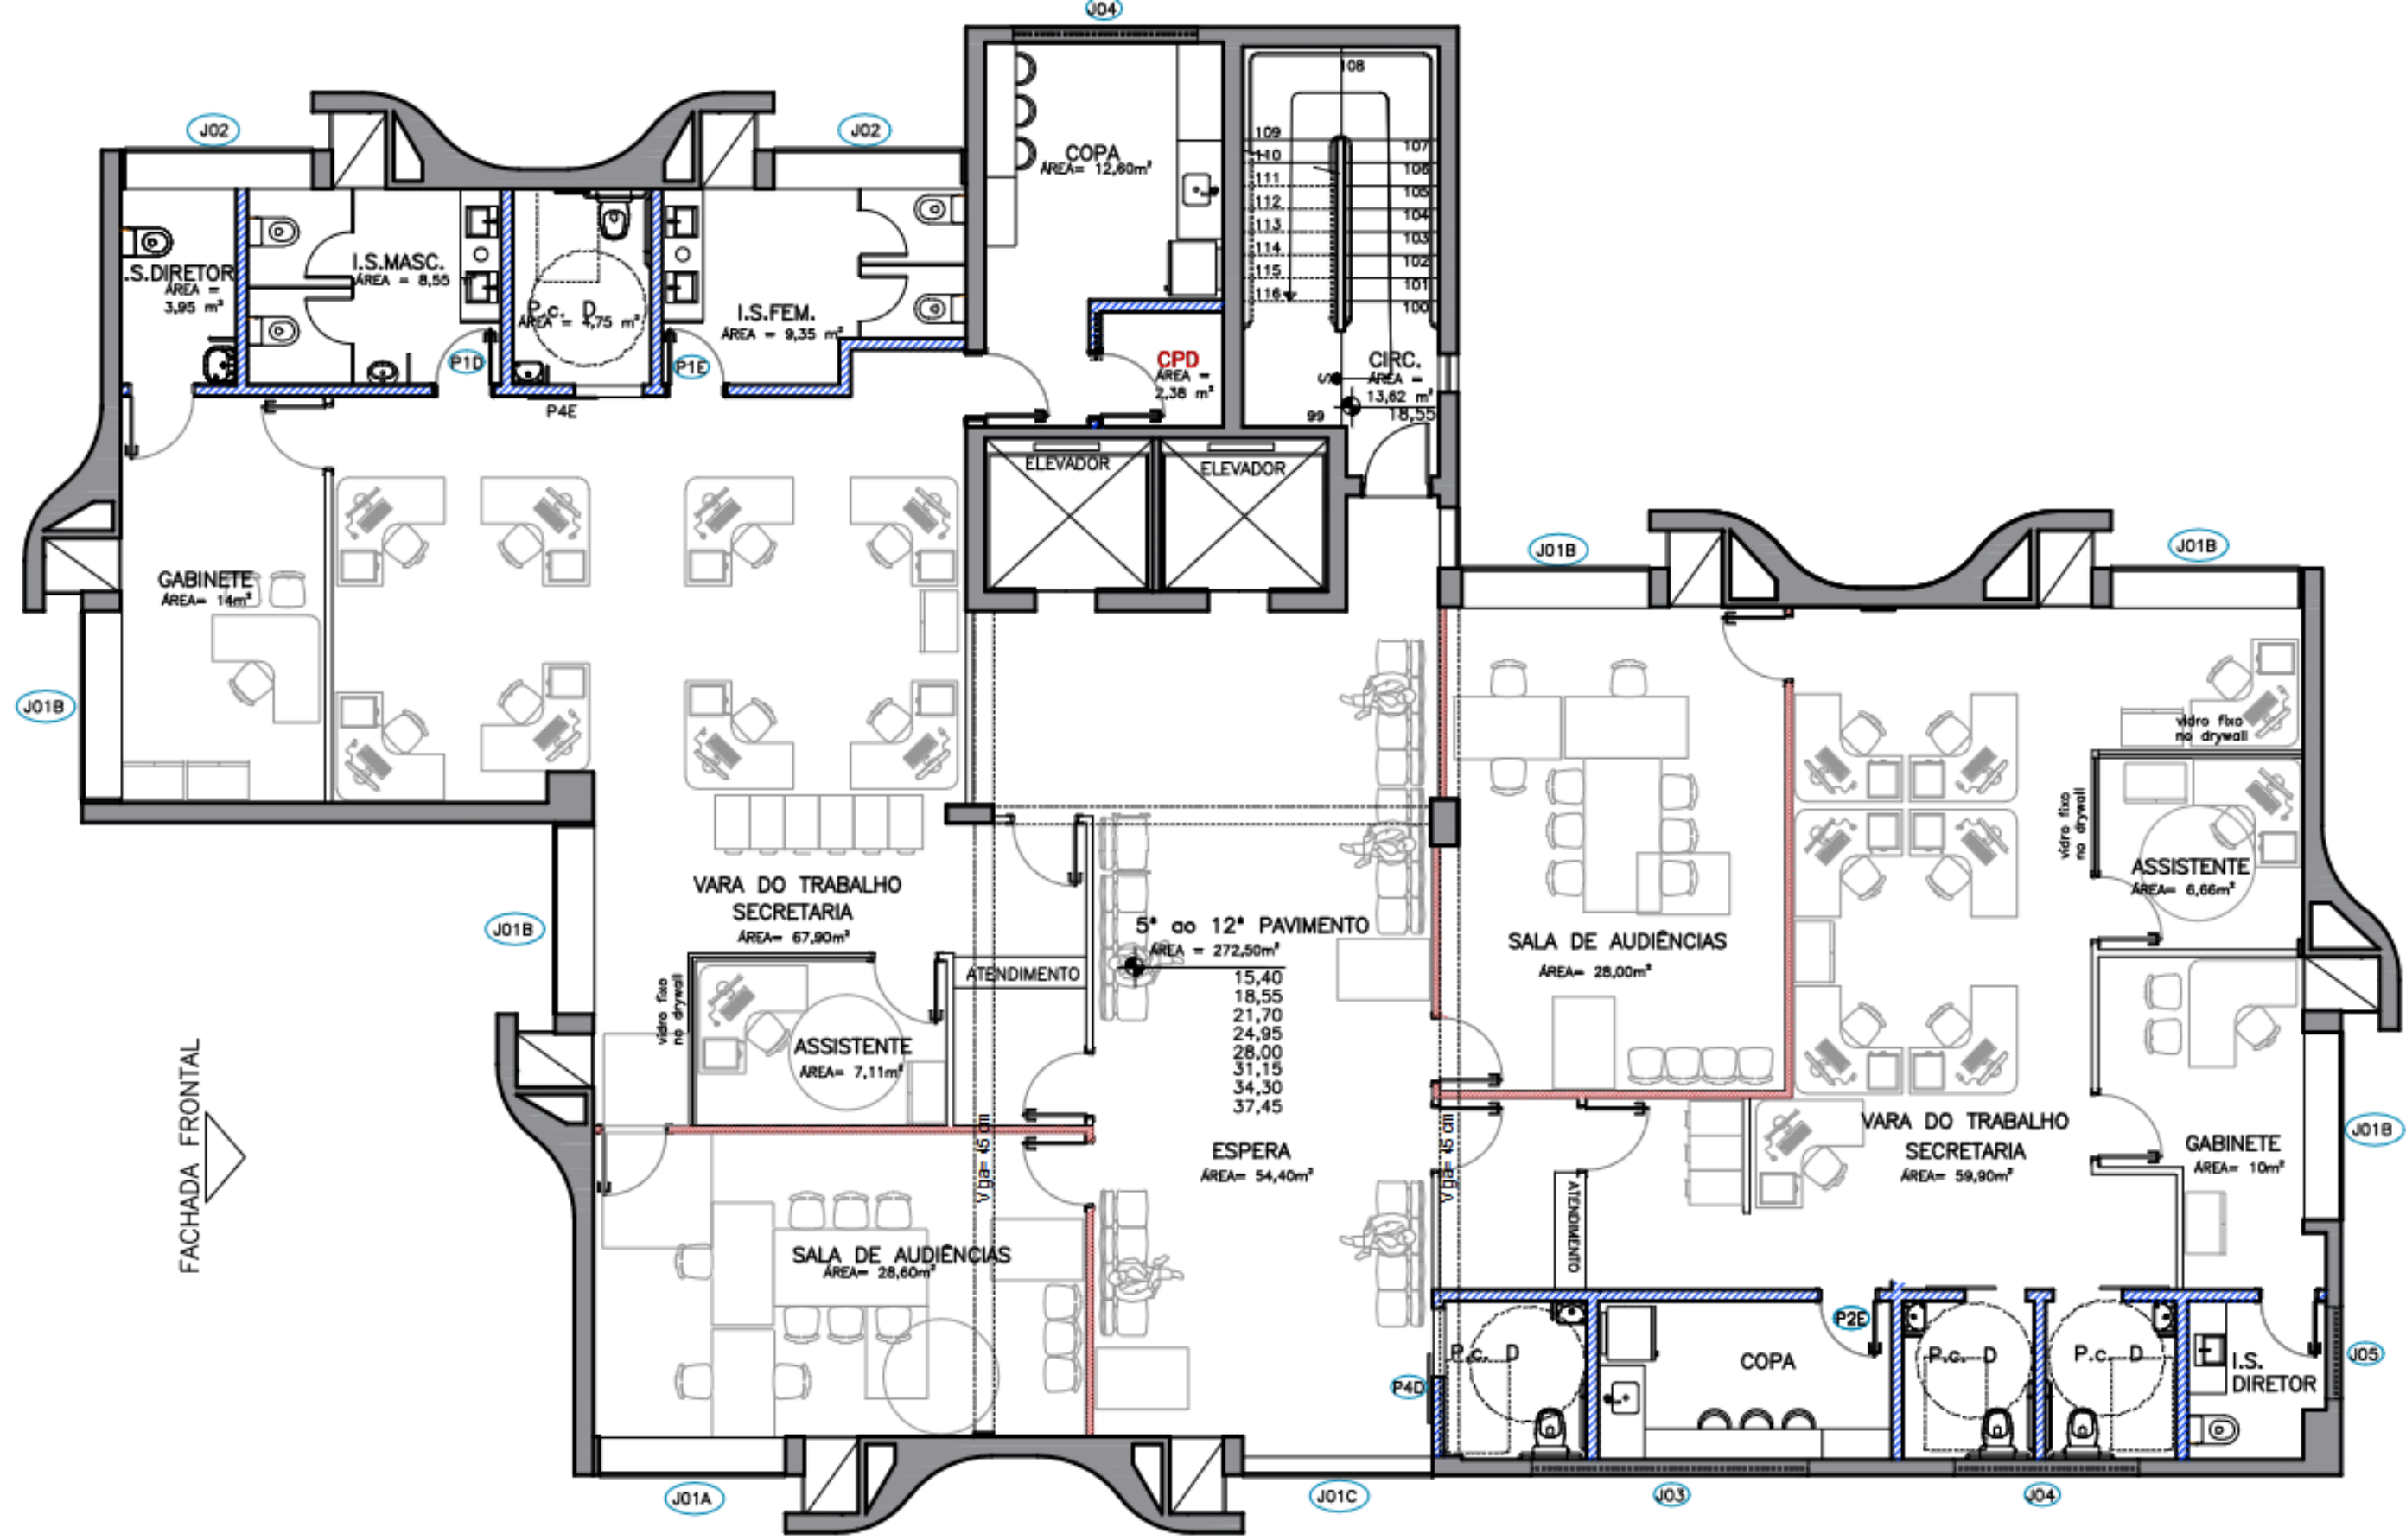 J04
J02
J02
108
COPA
ÁREA= 12,60m²
109
110
111
112
113
114
115
116
107
106
105
104
103
102
101
100
I.S.MASC.
ÁREA = 8,55
.S.DIRETOR
ÁREA =
3,95 m²
P.c. D
ÁREA = 4,75 m²
I.S.FEM.
ÁREA = 9,35 m²
P1D
P1E
P4E
CPD
ÁREA =
2,38 m²
CIRC.
ÁREA =
13,62 m²
S
99
18,55
ELEVADOR
ELEVADOR
J01B
J01B
GABINETE
ÁREA= 14m²
J01B
vidro fixo
no drywall
vidro fixo
no drywall
ASSISTENTE
ÁREA= 6,66m²
VARA DO TRABALHO
SECRETARIA
ÁREA= 67,90m²
J01B
5ª ao 12ª PAVIMENTO
ÁREA = 272,50m²
15,40
18,55
21,70
24,95
28,00
31,15
34,30
37,45
SALA DE AUDIÊNCIAS
ÁREA= 28,00m²
ATENDIMENTO
vidro fixo
no drywall
ASSISTENTE
ÁREA= 7,11m²
FACHADA FRONTAL
Vga= 45 cm
Vga= 45 cm
ESPERA
ÁREA= 54,40m²
VARA DO TRABALHO
SECRETARIA
ÁREA= 59,90m²
GABINETE
ÁREA= 10m²
J01B
ATENDIMENTO
SALA DE AUDIÊNCIAS
ÁREA= 28,60m²
P2E
P.c. D
COPA
P.c. D
P.c. D
I.S.
DIRETOR
J05
P4D
J01A
J01C
J03
J04